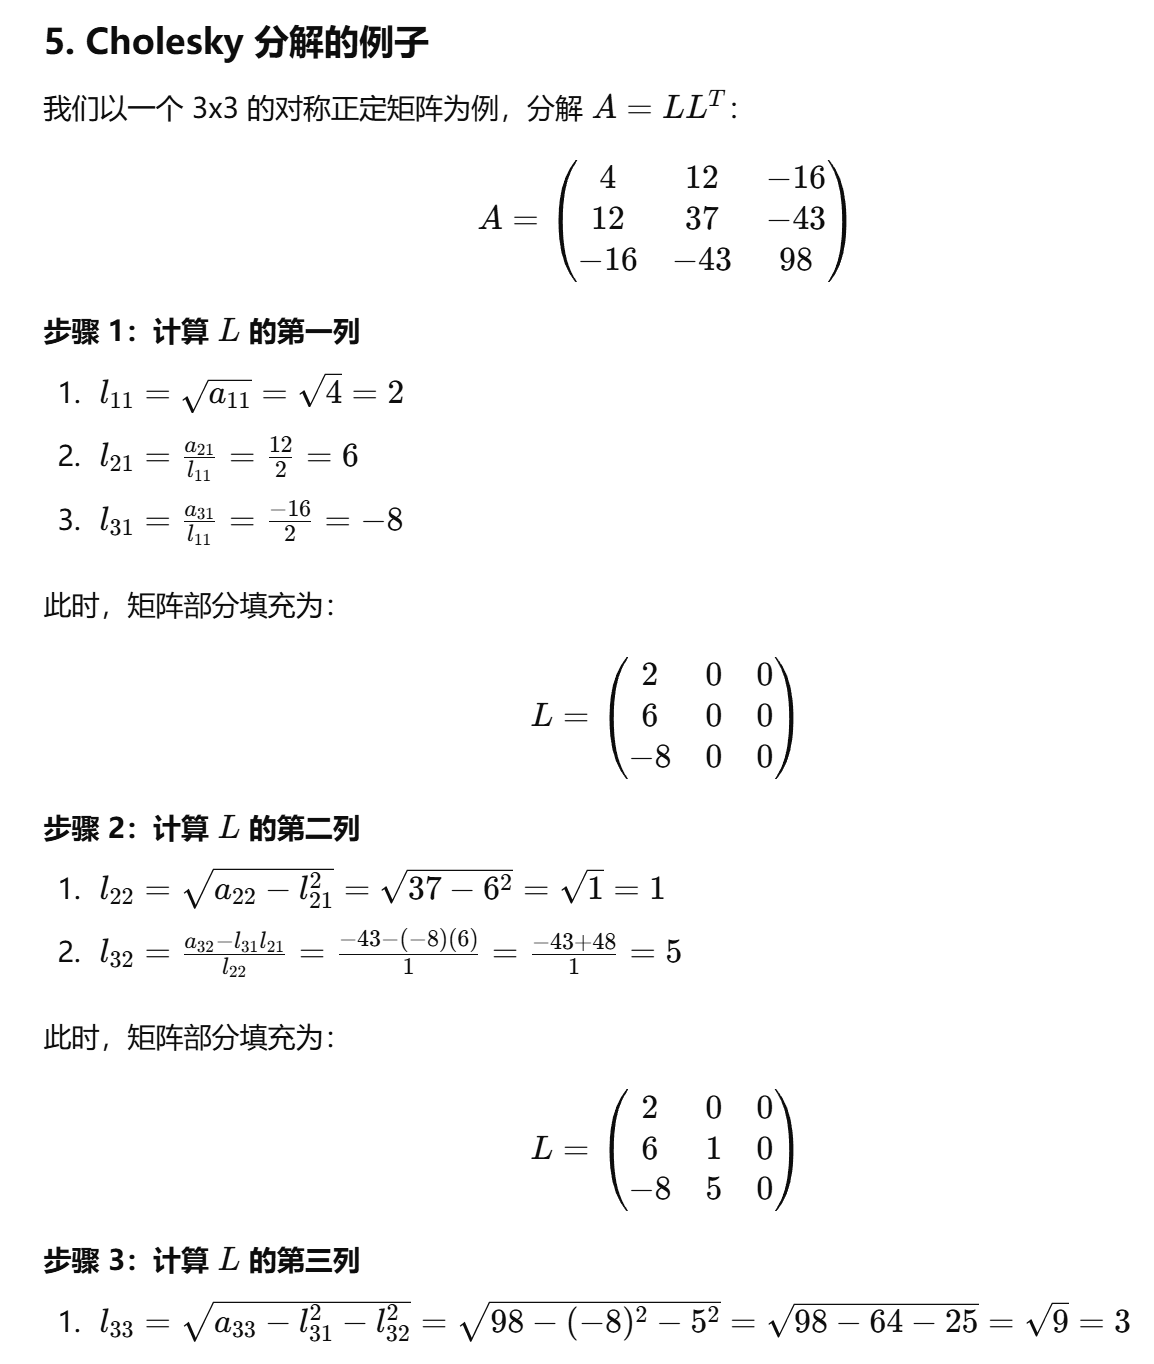 5. Cholesky 分解的例子
我们以一个 3x3 的对称正定矩阵为例，分解 $A = LL^T$：
$A = \begin{pmatrix} 4 & 12 & -16 \\ 12 & 37 & -43 \\ -16 & -43 & 98 \end{pmatrix}$
步骤 1：计算 $L$ 的第一列
1. $l_{11} = \sqrt{a_{11}} = \sqrt{4} = 2$
2. $l_{21} = \frac{a_{21}}{l_{11}} = \frac{12}{2} = 6$
3. $l_{31} = \frac{a_{31}}{l_{11}} = \frac{-16}{2} = -8$
此时，矩阵部分填充为：
$L = \begin{pmatrix} 2 & 0 & 0 \\ 6 & 0 & 0 \\ -8 & 0 & 0 \end{pmatrix}$
步骤 2：计算 $L$ 的第二列
1. $l_{22} = \sqrt{a_{22} - l_{21}^2} = \sqrt{37 - 6^2} = \sqrt{1} = 1$
2. $l_{32} = \frac{a_{32} - l_{31}l_{21}}{l_{22}} = \frac{-43-(-8)(6)}{1} = \frac{-43+48}{1} = 5$
此时，矩阵部分填充为：
$L = \begin{pmatrix} 2 & 0 & 0 \\ 6 & 1 & 0 \\ -8 & 5 & 0 \end{pmatrix}$
步骤 3：计算 $L$ 的第三列
1. $l_{33} = \sqrt{a_{33} - l_{31}^2 - l_{32}^2} = \sqrt{98 - (-8)^2 - 5^2} = \sqrt{98 - 64 - 25} = \sqrt{9} = 3$